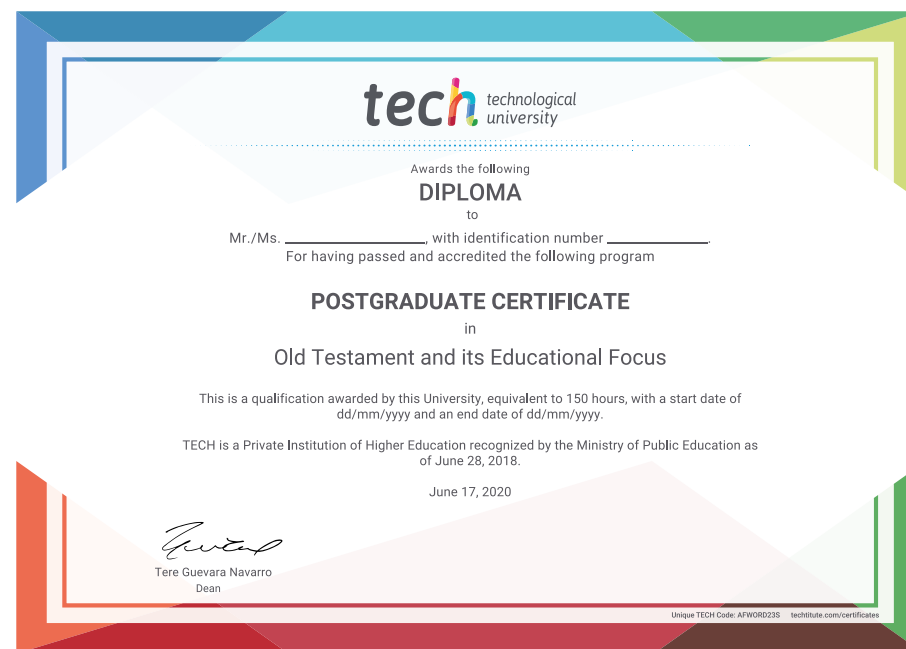 tech technological
university
Awards the following
DIPLOMA
to
Mr./Ms. ____________________, with identification number ______________.
For having passed and accredited the following program
POSTGRADUATE CERTIFICATE
in
Old Testament and its Educational Focus
This is a qualification awarded by this University, equivalent to 150 hours, with a start date of
dd/mm/yyyy and an end date of dd/mm/yyyy.
TECH is a Private Institution of Higher Education recognized by the Ministry of Public Education as
of June 28, 2018.
June 17, 2020
Tere Guevara Navarro
Dean
Unique TECH Code: AFWORD23S techtitute.com/certificates